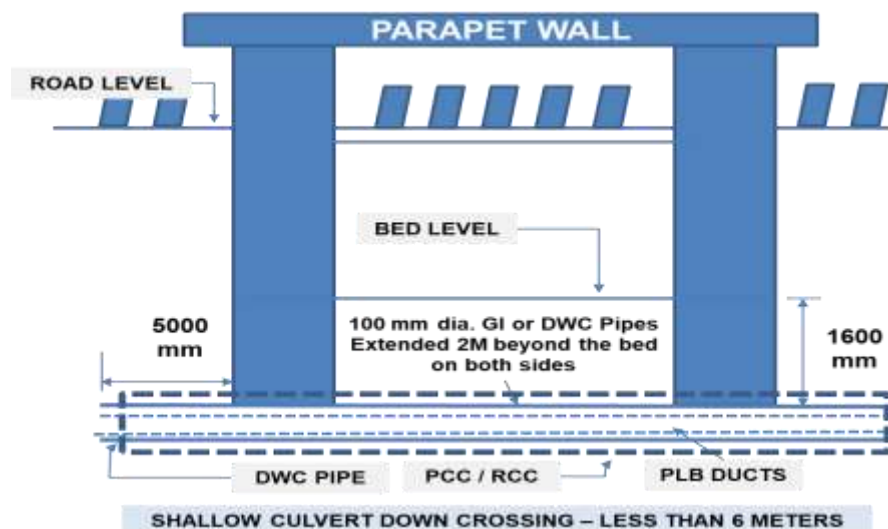 PARAPET WALL
ROAD LEVEL
BED LEVEL
5000
mm
100 mm dia. GI or DWC Pipes
Extended 2M beyond the bed
on both sides
1600
mm
DWC PIPE
PCC / RCC
PLB DUCTS
SHALLOW CULVERT DOWN CROSSING – LESS THAN 6 METERS